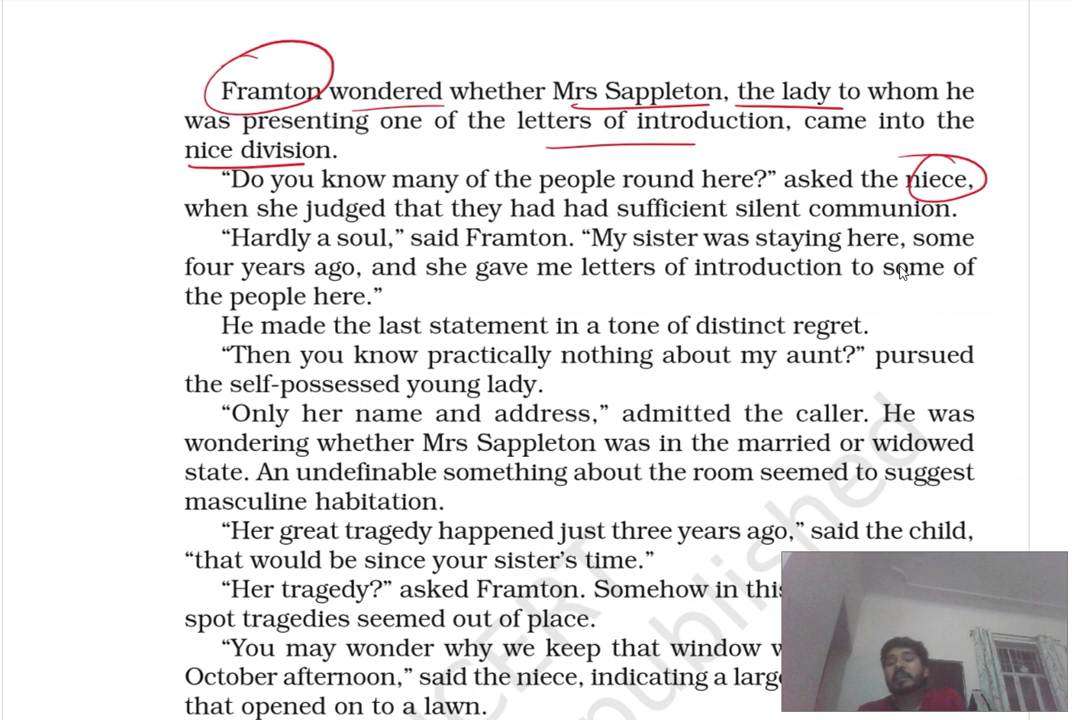 Framton wondered whether Mrs Sappleton, the lady to whom he
was presenting one of the letters of introduction, came into the
nice division.
“Do you know many of the people round here?” asked the niece,
when she judged that they had had sufficient silent communion.
“Hardly a soul,” said Framton. “My sister was staying here, some
four years ago, and she gave me letters of introduction to some of
the people here.”
He made the last statement in a tone of distinct regret.
“Then you know practically nothing about my aunt?” pursued
the self-possessed young lady.
“Only her name and address,” admitted the caller. He was
wondering whether Mrs Sappleton was in the married or widowed
state. An undefinable something about the room seemed to suggest
masculine habitation.
“Her great tragedy happened just three years ago,” said the child,
“that would be since your sister’s time.”
“Her tragedy?” asked Framton. Somehow in this
spot tragedies seemed out of place.
“You may wonder why we keep that window
October afternoon,” said the niece, indicating a
that opened on to a lawn.